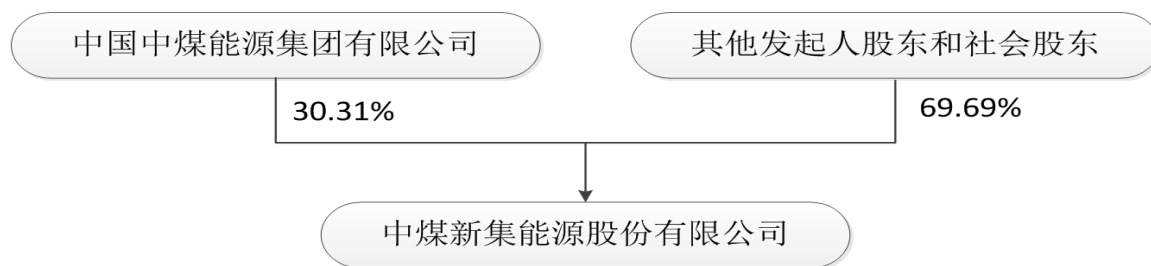 中国中煤能源集团有限公司
其他发起人股东和社会股东
30.31%
69.69%
中煤新集能源股份有限公司